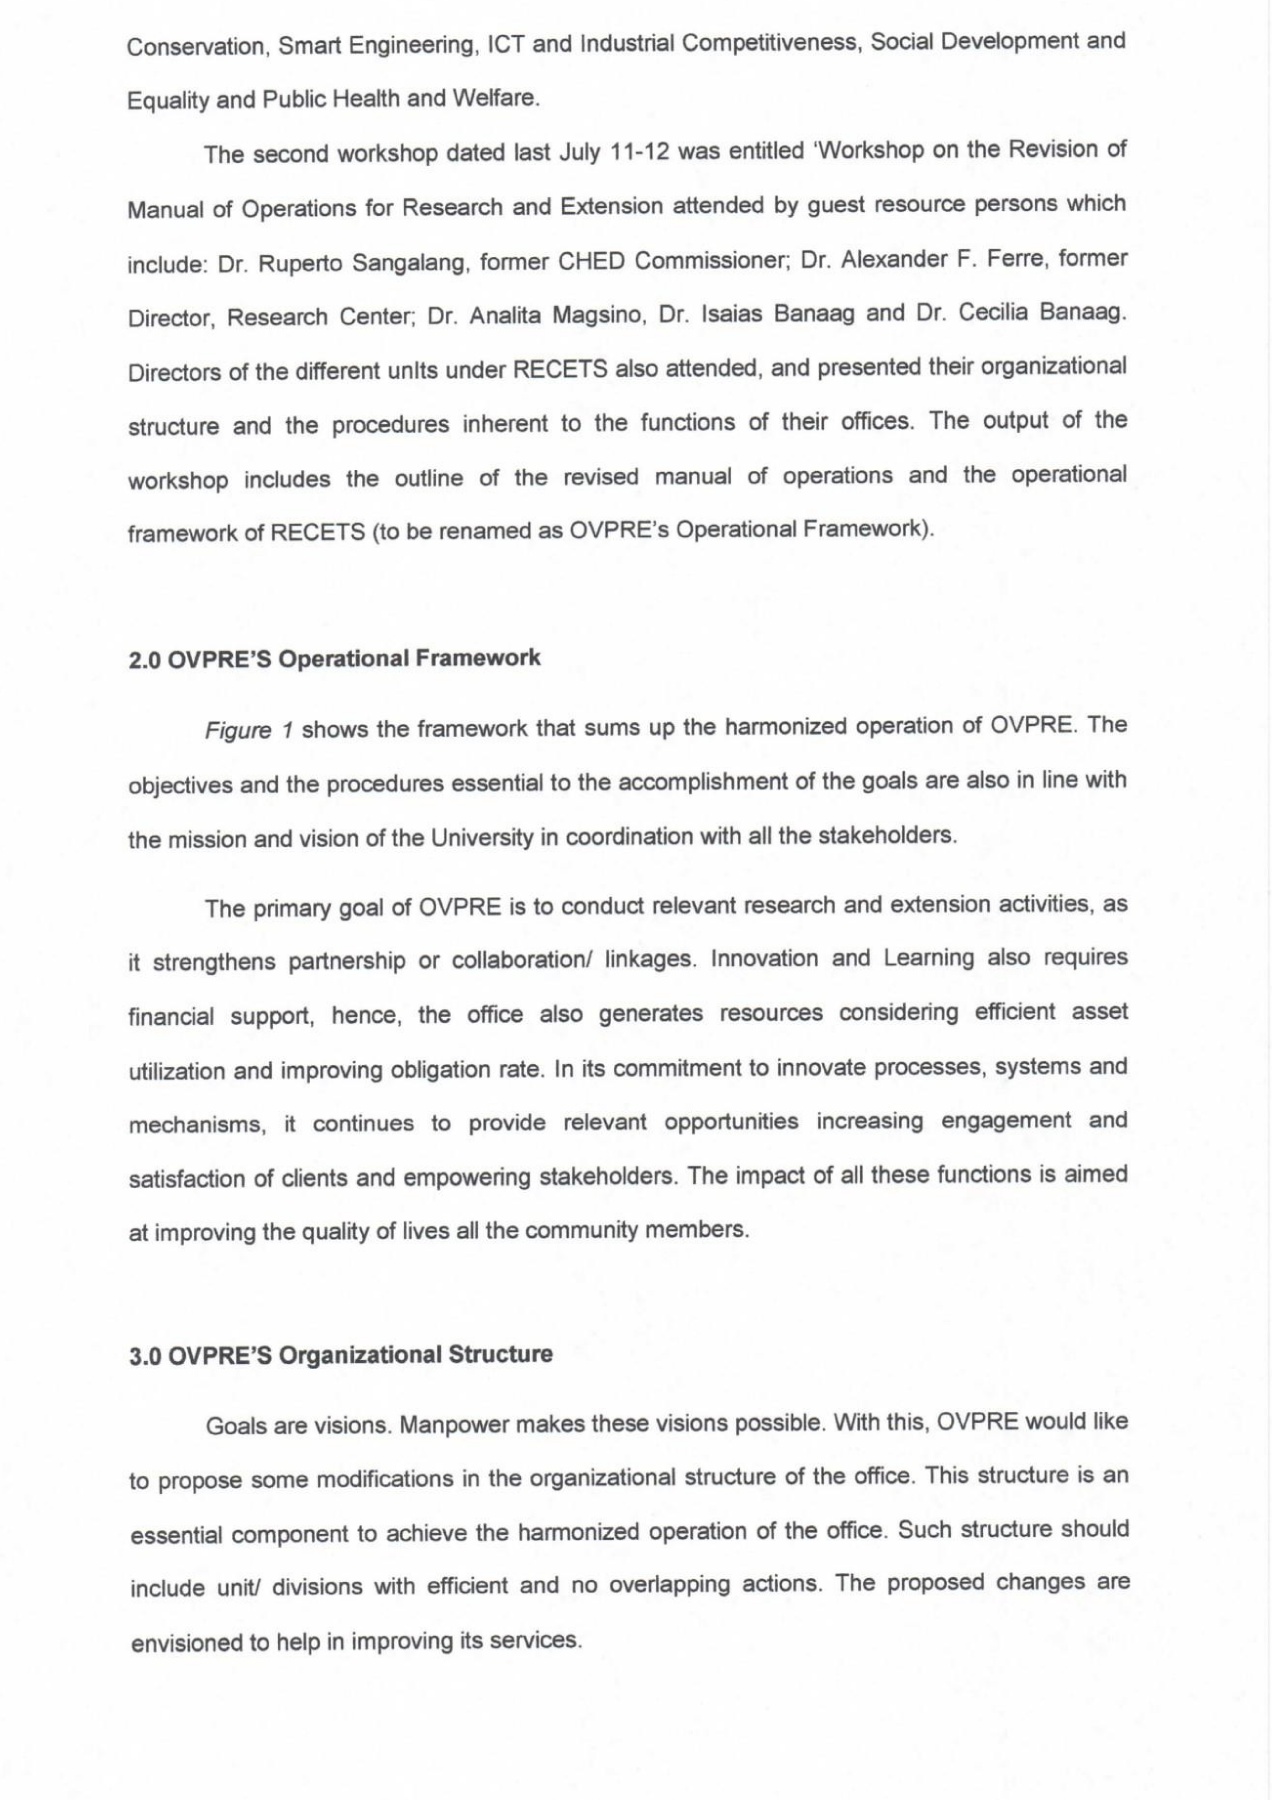 Conservation, Smart Engineering, ICT and Industrial Competitiveness, Social Development and
Equality and Public Health and Welfare.
The second workshop dated last July 11-12 was entitled ‘Workshop on the Revision of
Manual of Operations for Research and Extension attended by guest resource persons which
include: Dr. Ruperto Sangalang, former CHED Commissioner; Dr. Alexander F. Ferre, former
Director, Research Center; Dr. Analita Magsino, Dr. Isaias Banaag and Dr. Cecilia Banaag.
Directors of the different units under RECETS also attended, and presented their organizational
structure and the procedures inherent to the functions of their offices. The output of the
workshop includes the outline of the revised manual of operations and the operational
framework of RECETS (to be renamed as OVPRE’s Operational Framework).
2.0 OVPRE’S Operational Framework
Figure 1 shows the framework that sums up the harmonized operation of OVPRE. The
objectives and the procedures essential to the accomplishment of the goals are also in line with
the mission and vision of the University in coordination with all the stakeholders.
The primary goal of OVPRE is to conduct relevant research and extension activities, as
it strengthens partnership or collaboration/ linkages. Innovation and Learning also requires
financial support, hence, the office also generates resources considering efficient asset
utilization and improving obligation rate. In its commitment to innovate processes, systems and
mechanisms, it continues to provide relevant opportunities increasing engagement and
satisfaction of clients and empowering stakeholders. The impact of all these functions is aimed
at improving the quality of lives all the community members.
3.0 OVPRE’S Organizational Structure
Goals are visions. Manpower makes these visions possible. With this, OVPRE would like
to propose some modifications in the organizational structure of the office. This structure is an
essential component to achieve the harmonized operation of the office. Such structure should
include unit/ divisions with efficient and no overlapping actions. The proposed changes are
envisioned to help in improving its services.